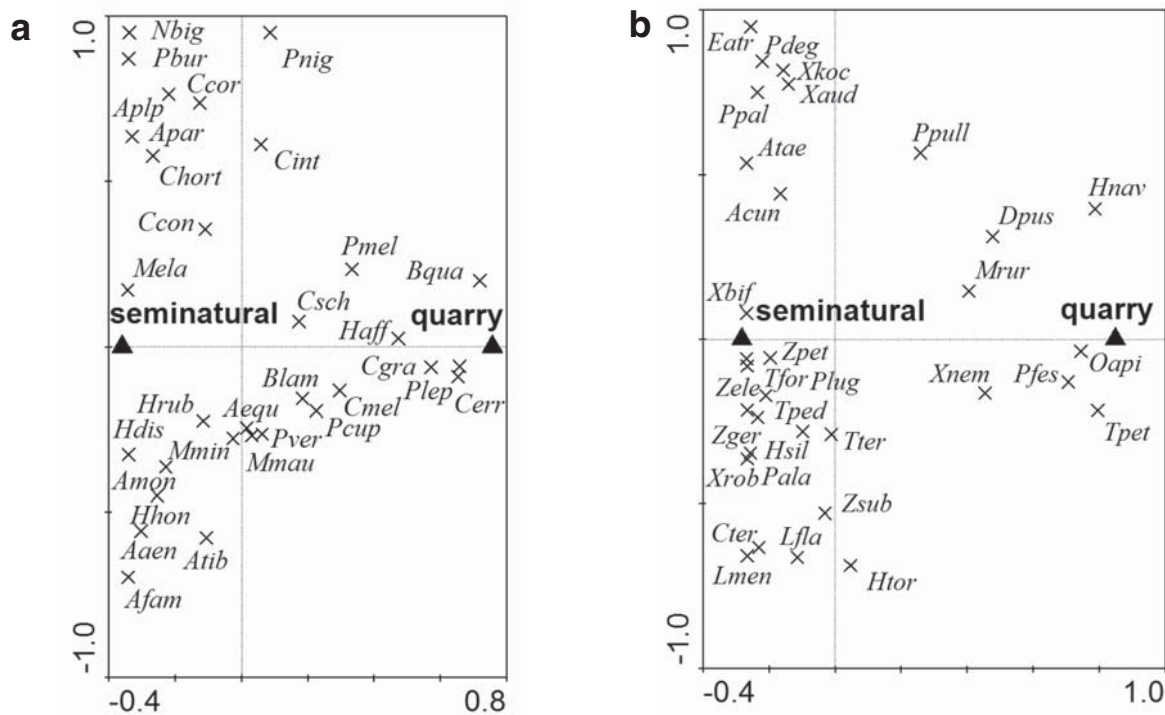 a
1.0
Nbig
Pbur
Pnig
Ccor
Aplp
Apar
Chort
Cint
Ccon
Pmel
Mela
Bqua
Csch
seminatural
quarry
Haff
Cgra
Blam
Plep
Cmel
Cerr
Hrub
Aequ
Pcup
Hdis
Mmin
Pver
Mmau
Amon
Hhon
Aaen
Atib
Afam
-1.0
-0.4
0.8
b
1.0
Eatr
Pdeg
Xkoc
Xaud
Ppal
Ppull
Atae
Hnav
Acun
Dpus
Mrur
Xbif
seminatural
quarry
Zpet
Oapi
Zele
Tfor
Plug
Xnem
Pfes
Tped
Zger
Hsil
Tter
Tpet
Xrob
Pala
Zsub
Cter
Lfla
Lmen
Htor
-1.0
-0.4
1.0